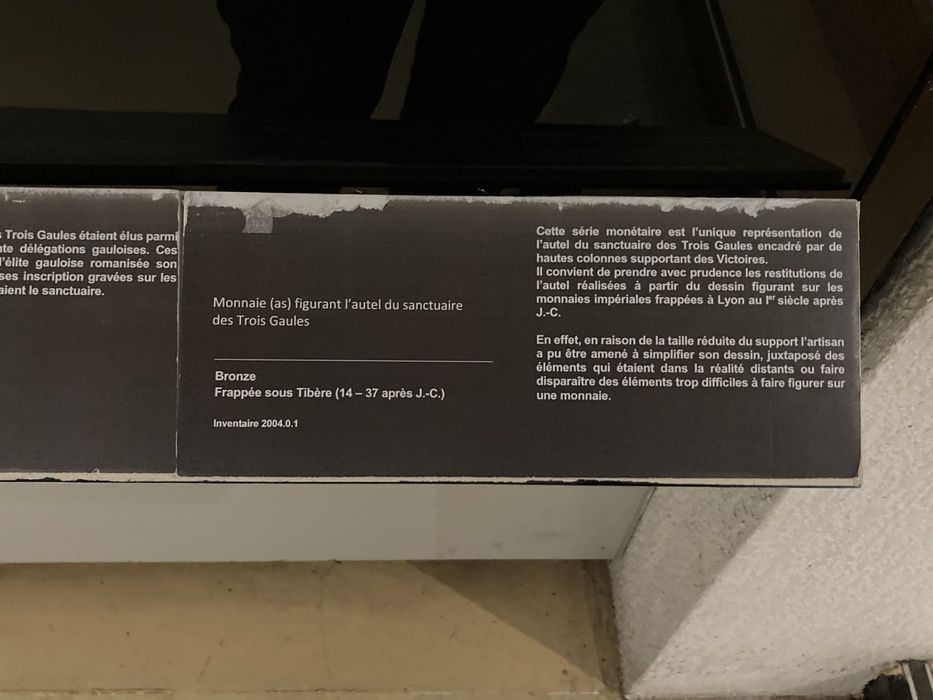 s Trois Gaules étaient élus parmi
nte délégations gauloises. Ces
l'élite gauloise romanisée son
ses inscription gravées sur les
aient le sanctuaire.
Monnaie (as) figurant l'autel du sanctuaire
des Trois Gaules
Bronze
Frappée sous Tibère (14 – 37 après J.-C.)
Inventaire 2004.0.1
Cette série monétaire est l'unique représentation de
l'autel du sanctuaire des Trois Gaules encadré par de
hautes colonnes supportant des Victoires.
Il convient de prendre avec prudence les restitutions de
l'autel réalisées à partir du dessin figurant sur les
monnaies impériales frappées à Lyon au Ier siècle après
J.-C.
En effet, en raison de la taille réduite du support l'artisan
a pu être amené à simplifier son dessin, juxtaposé des
éléments qui étaient dans la réalité distants ou faire
disparaître des éléments trop difficiles à faire figurer sur
une monnaie.